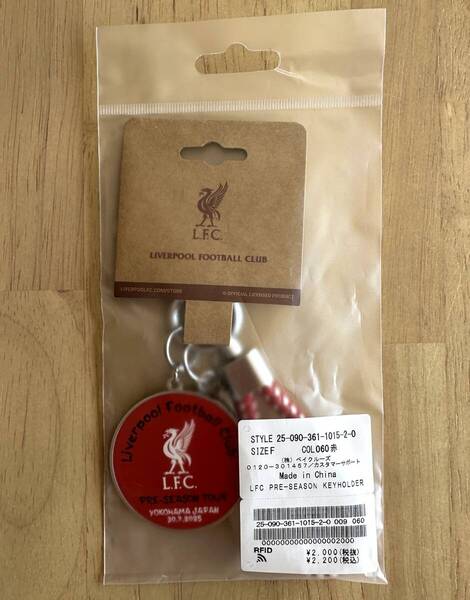 L.F.C.
LIVERPOOL FOOTBALL CLUB
LIVERPOOLFC.COM/STORE
© OFFICIAL LICENSED PRODUCT
Liverpool Football Club
L.F.C.
PRE-SEASON TOUR
YOKOHAMA JAPAN
30.7.2025
STYLE 25-090-361-1015-2-0
SIZE F COL 060 赤
(株) ベイクルーズ
0120-301457/カスタマーサポート
Made in China
LFC PRE-SEASON KEYHOLDER
25-090-361-1015-2-0 009 060
RFID
¥2,000(税抜)
¥2,200(税込)